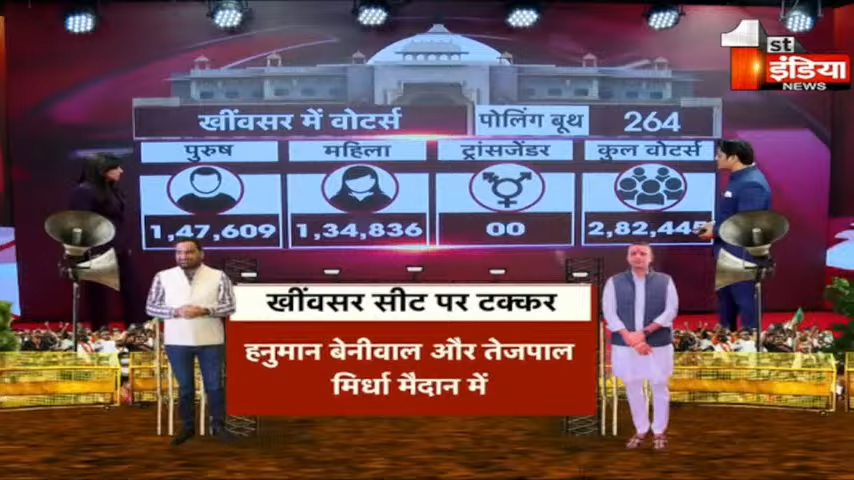 1st
इंडिया
NEWS
खींवसर में वोटर्स पोलिंग बूथ 264
पुरुष महिला ट्रांसजेंडर कुल वोटर्स
1,47,609 1,34,836 00 2,82,445
खींवसर सीट पर टक्कर
हनुमान बेनीवाल और तेजपाल
मिर्धा मैदान में